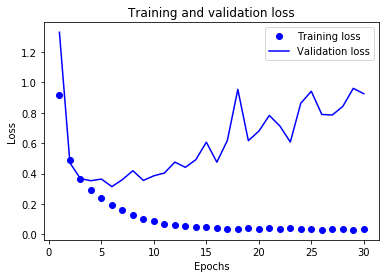 Training and validation loss
Training loss
Validation loss
1.2
1.0
0.8
0.6
0.4
0.2
0.0
Loss
0 5 10 15 20 25 30
Epochs